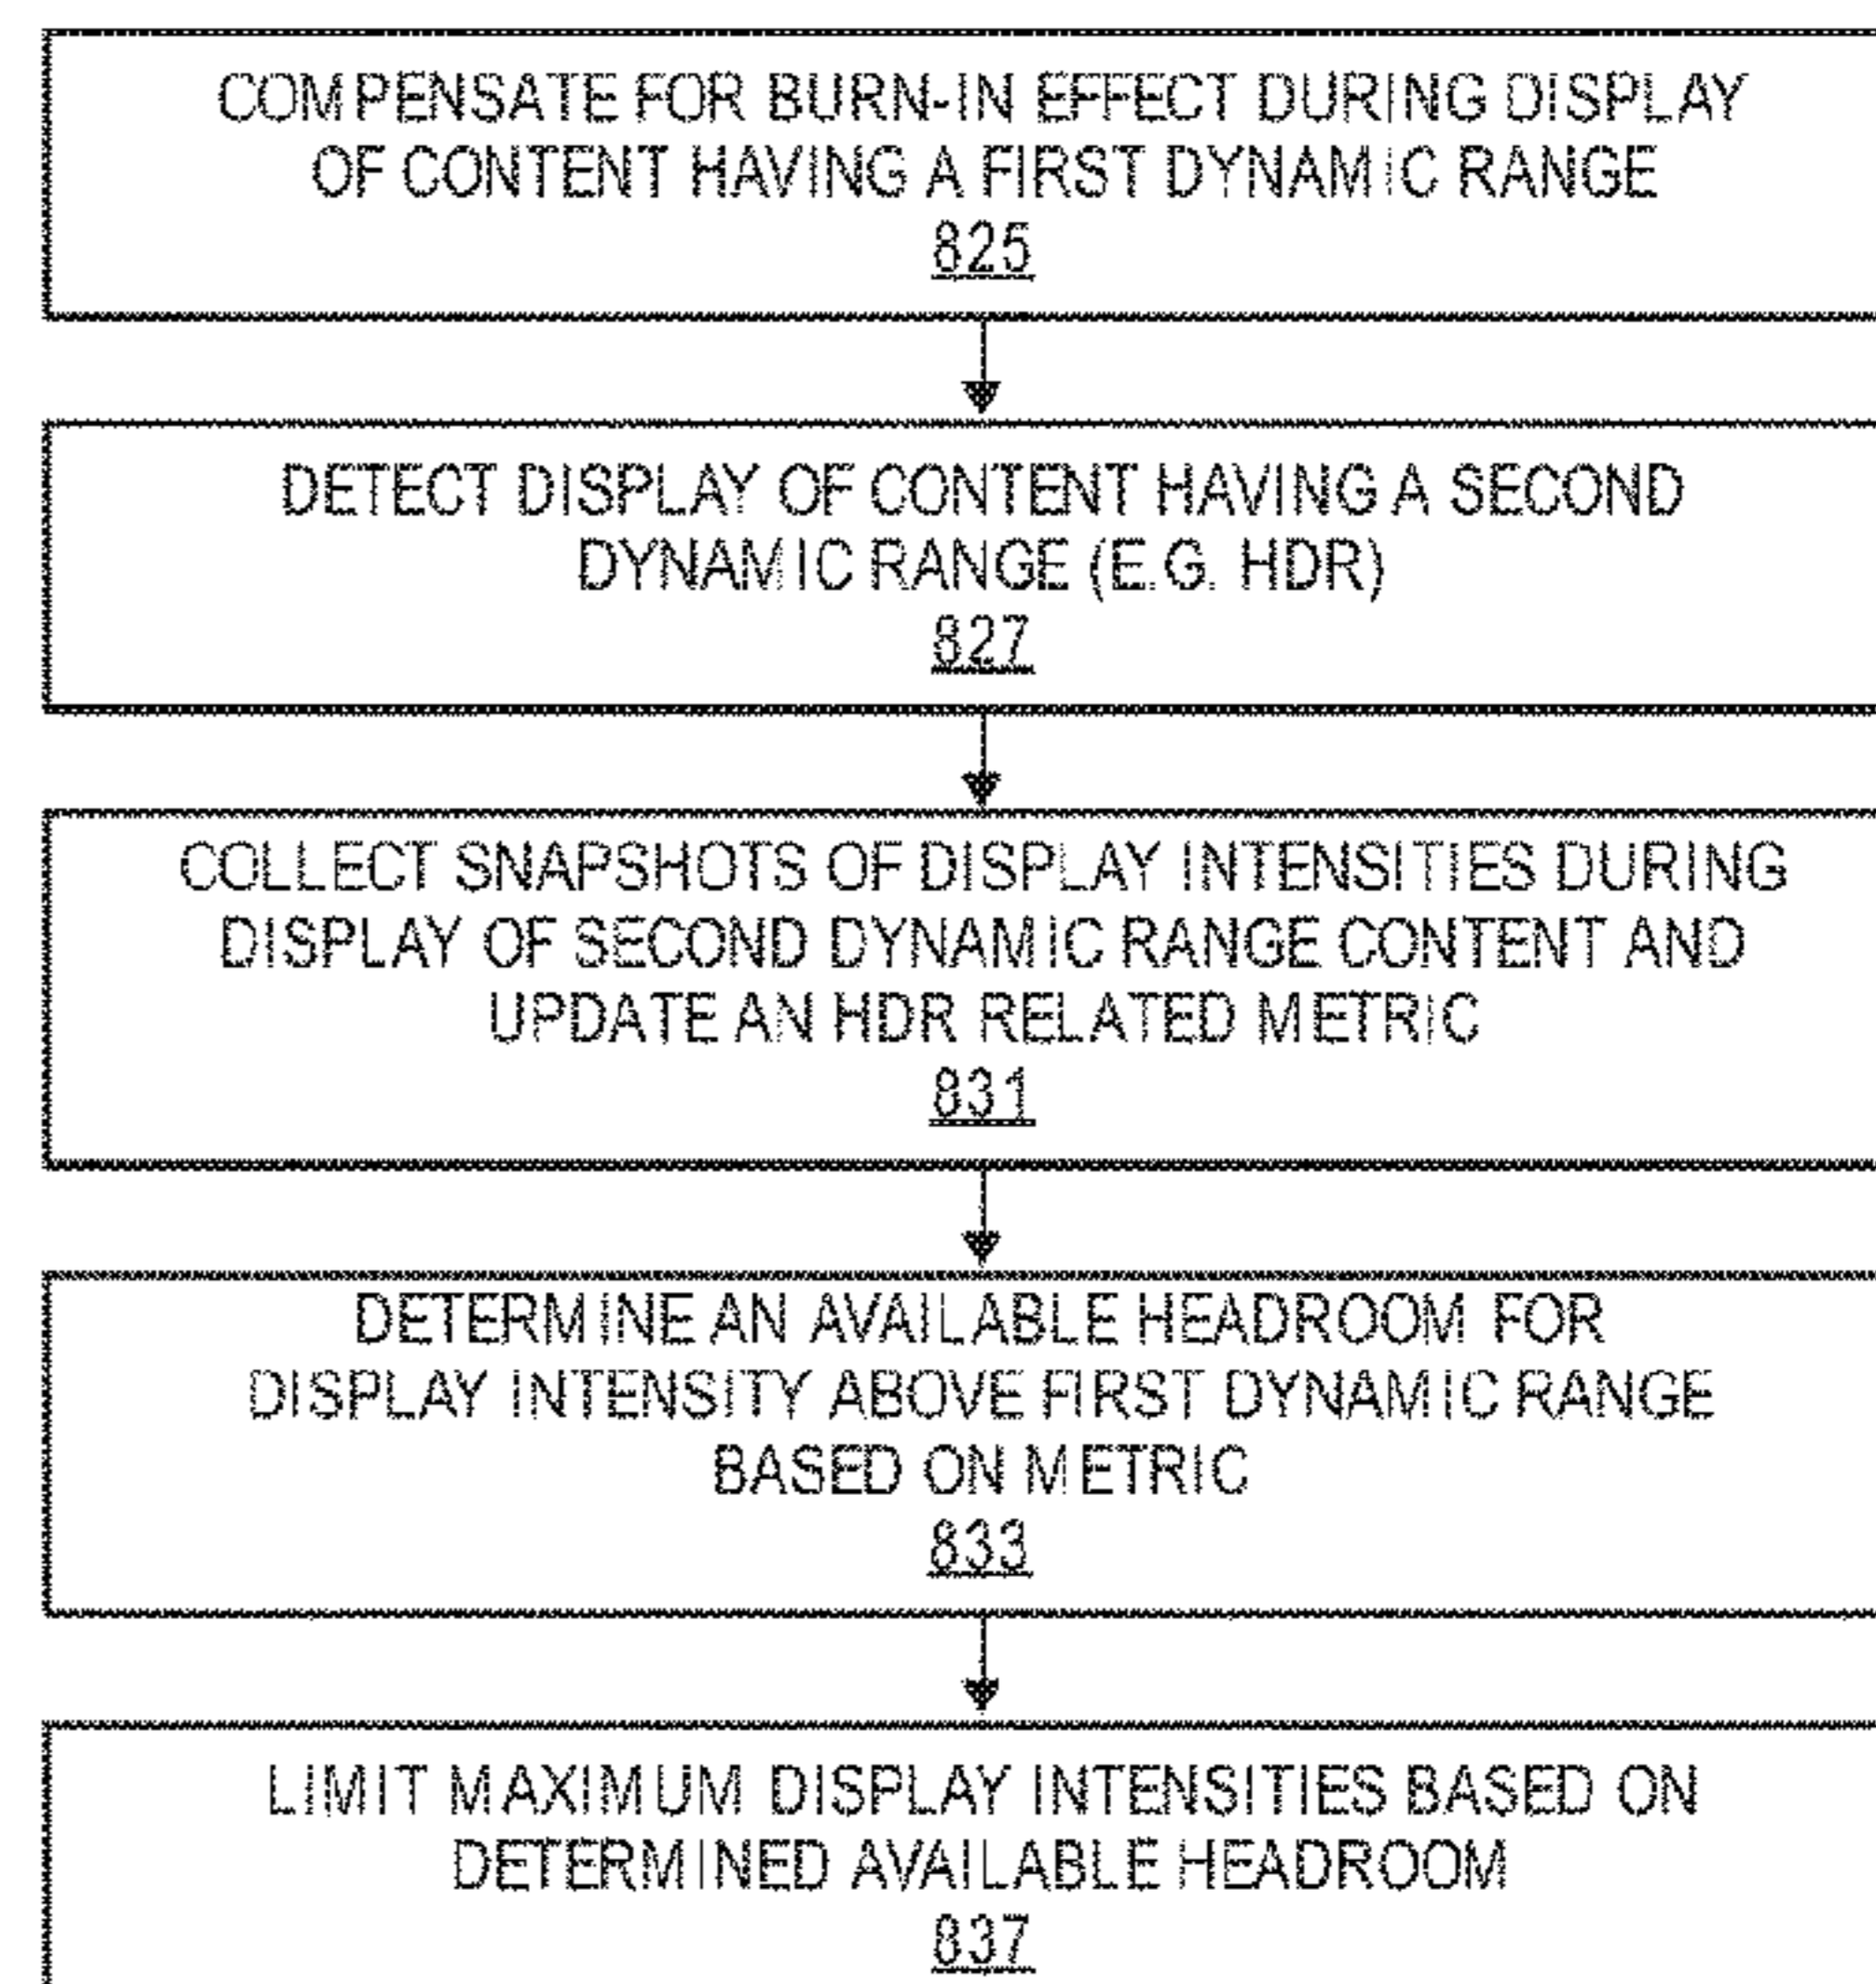 COMPENSATE FOR BURN-IN EFFECT DURING DISPLAY
OF CONTENT HAVING A FIRST DYNAMIC RANGE
825
DETECT DISPLAY OF CONTENT HAVING A SECOND
DYNAMIC RANGE (E.G. HDR)
827
COLLECT SNAPSHOTS OF DISPLAY INTENSITIES DURING
DISPLAY OF SECOND DYNAMIC RANGE CONTENT AND
UPDATE AN HDR RELATED METRIC
831
DETERMINE AN AVAILABLE HEADROOM FOR
DISPLAY INTENSITY ABOVE FIRST DYNAMIC RANGE
BASED ON METRIC
833
LIMIT MAXIMUM DISPLAY INTENSITIES BASED ON
DETERMINED AVAILABLE HEADROOM
837